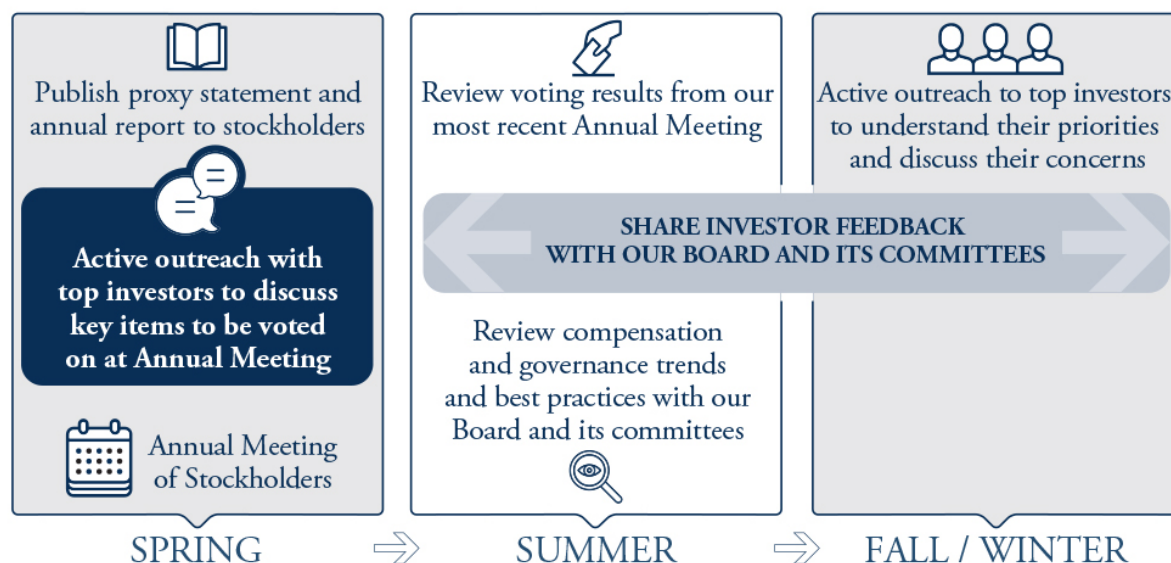 Publish proxy statement and
annual report to stockholders
Active outreach with
top investors to discuss
key items to be voted
on at Annual Meeting
Annual Meeting
of Stockholders
SPRING
Review voting results from our
most recent Annual Meeting
SHARE INVESTOR FEEDBACK
WITH OUR BOARD AND ITS COMMITTEES
Review compensation
and governance trends
and best practices with our
Board and its committees
SUMMER
Active outreach to top investors
to understand their priorities
and discuss their concerns
FALL / WINTER